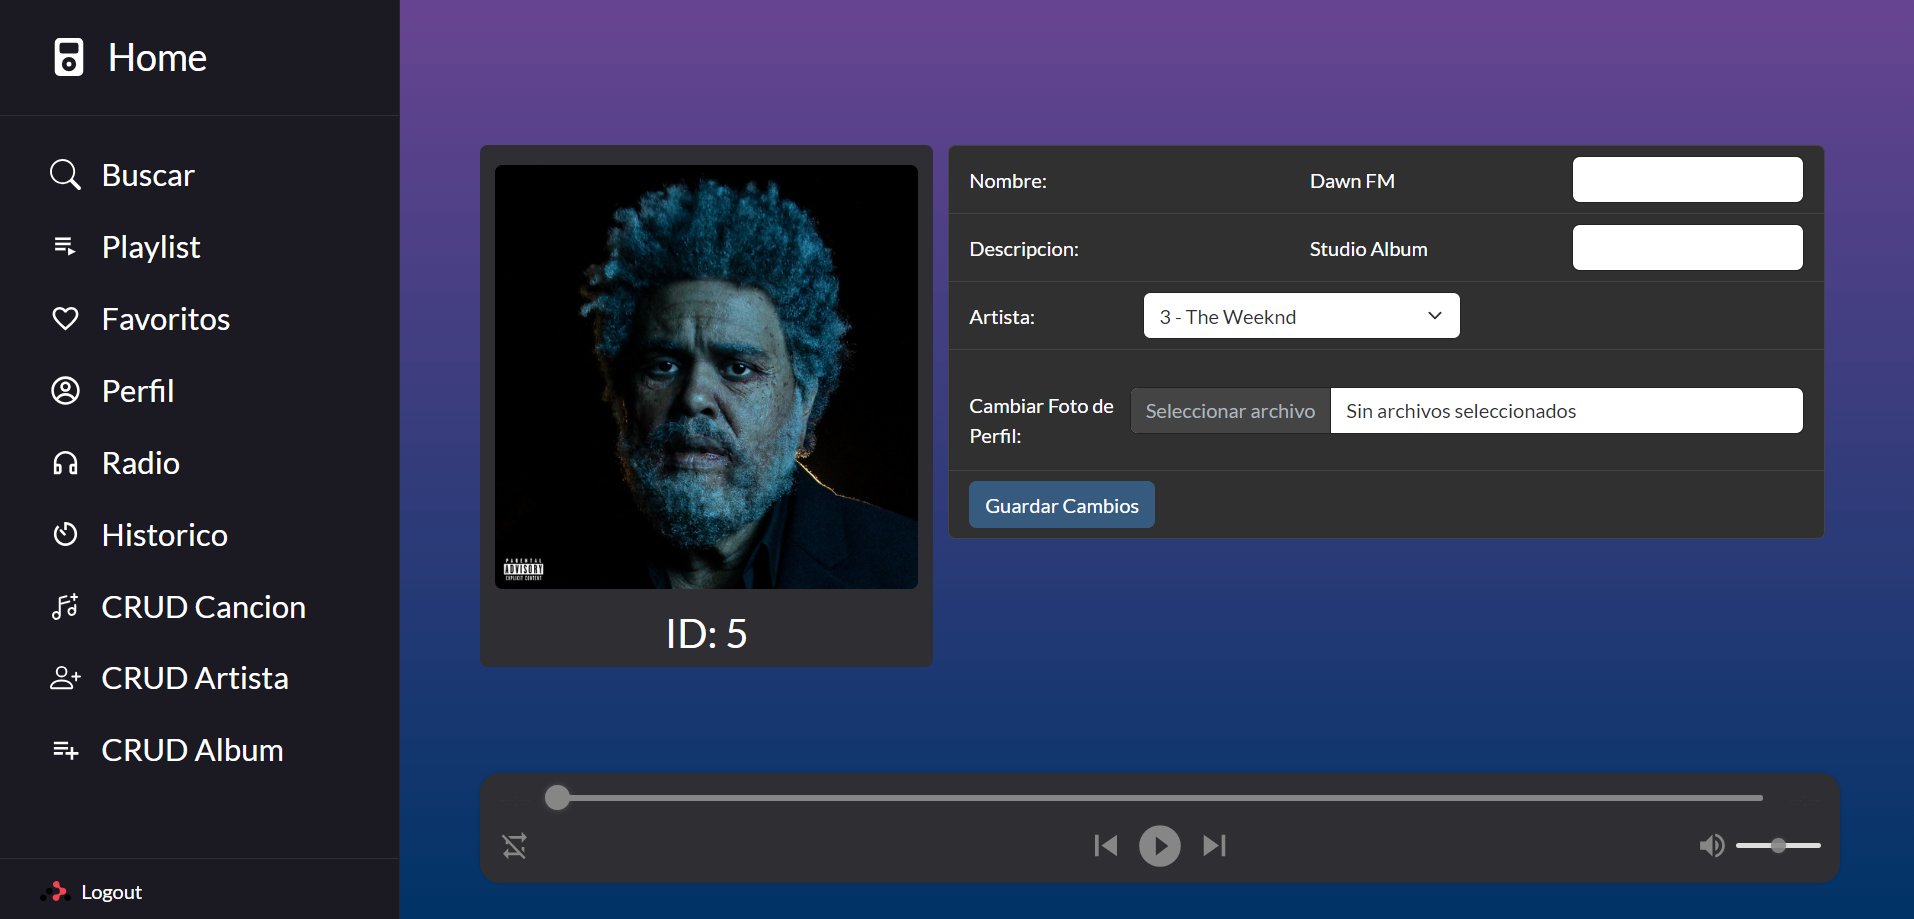 Home
Buscar
Playlist
Favoritos
Perfil
Radio
Historico
CRUD Cancion
CRUD Artista
CRUD Album
Logout
PARENTAL
ADVISORY
EXPLICIT CONTENT
ID: 5
Nombre: Dawn FM
Descripcion: Studio Album
Artista: 3 - The Weeknd
Cambiar Foto de
Perfil:
Seleccionar archivo Sin archivos seleccionados
Guardar Cambios